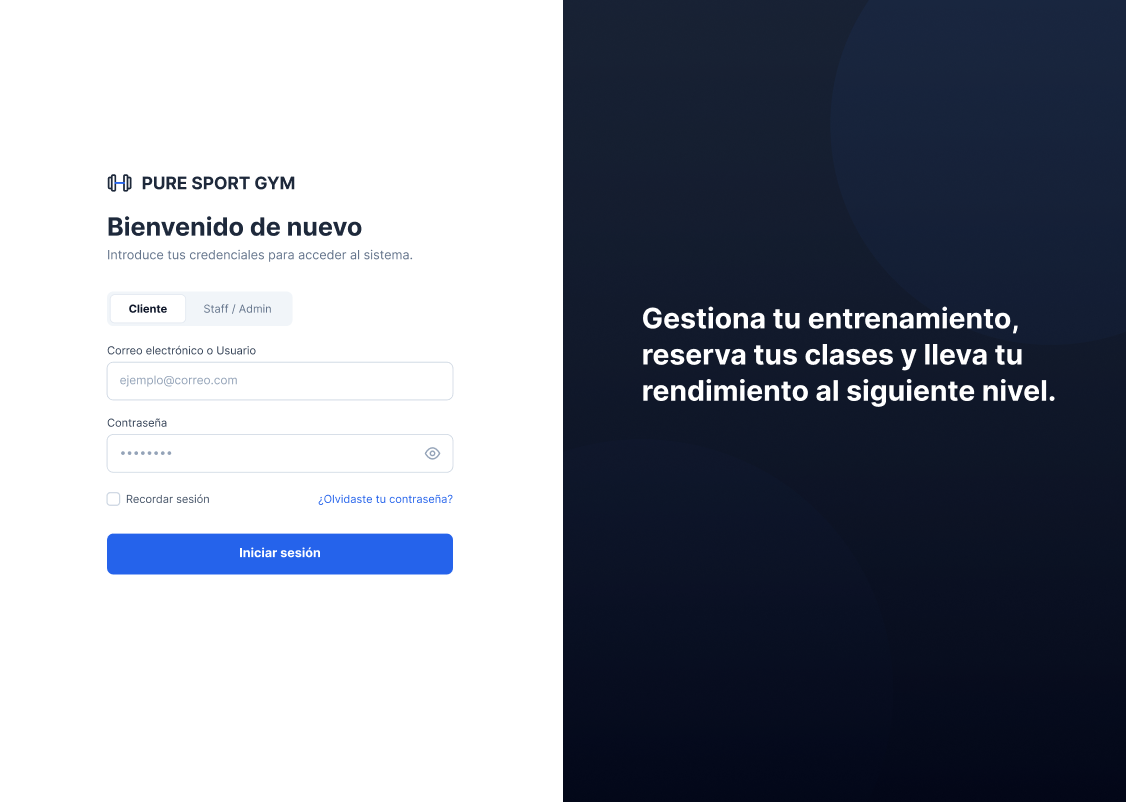 PURE SPORT GYM
Bienvenido de nuevo
Introduce tus credenciales para acceder al sistema.
Cliente
Staff / Admin
Correo electrónico o Usuario
ejemplo@correo.com
Contraseña
••••••••
Recordar sesión
¿Olvidaste tu contraseña?
Iniciar sesión
Gestiona tu entrenamiento,
reserva tus clases y lleva tu
rendimiento al siguiente nivel.